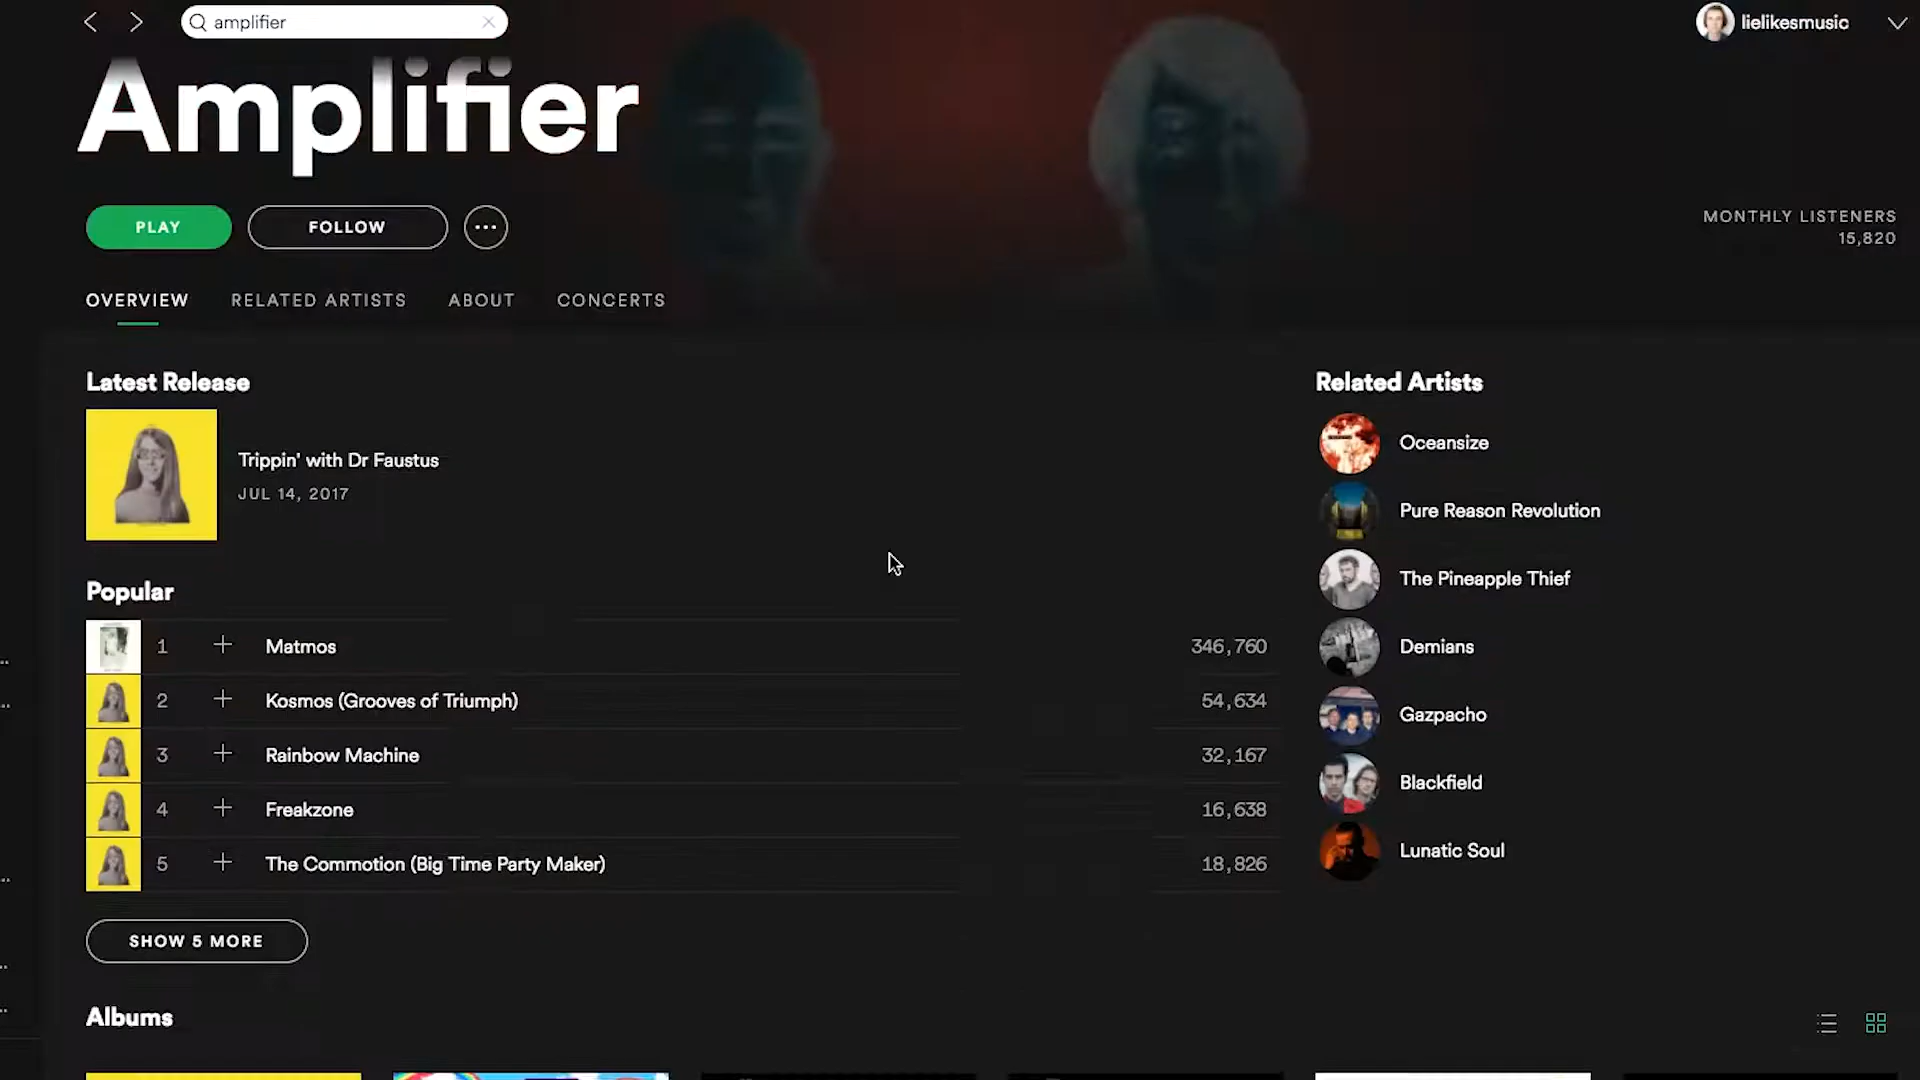 amplifier
lielikesmusic
Amplifier
PLAY
FOLLOW
MONTHLY LISTENERS
15,820
OVERVIEW
RELATED ARTISTS
ABOUT
CONCERTS
Latest Release
Trippin' with Dr Faustus
JUL 14, 2017
Popular
1 Matmos 346,760
2 Kosmos (Grooves of Triumph) 54,634
3 Rainbow Machine 32,167
4 Freakzone 16,638
5 The Commotion (Big Time Party Maker) 18,826
SHOW 5 MORE
Related Artists
Oceansize
Pure Reason Revolution
The Pineapple Thief
Demians
Gazpacho
Blackfield
Lunatic Soul
Albums